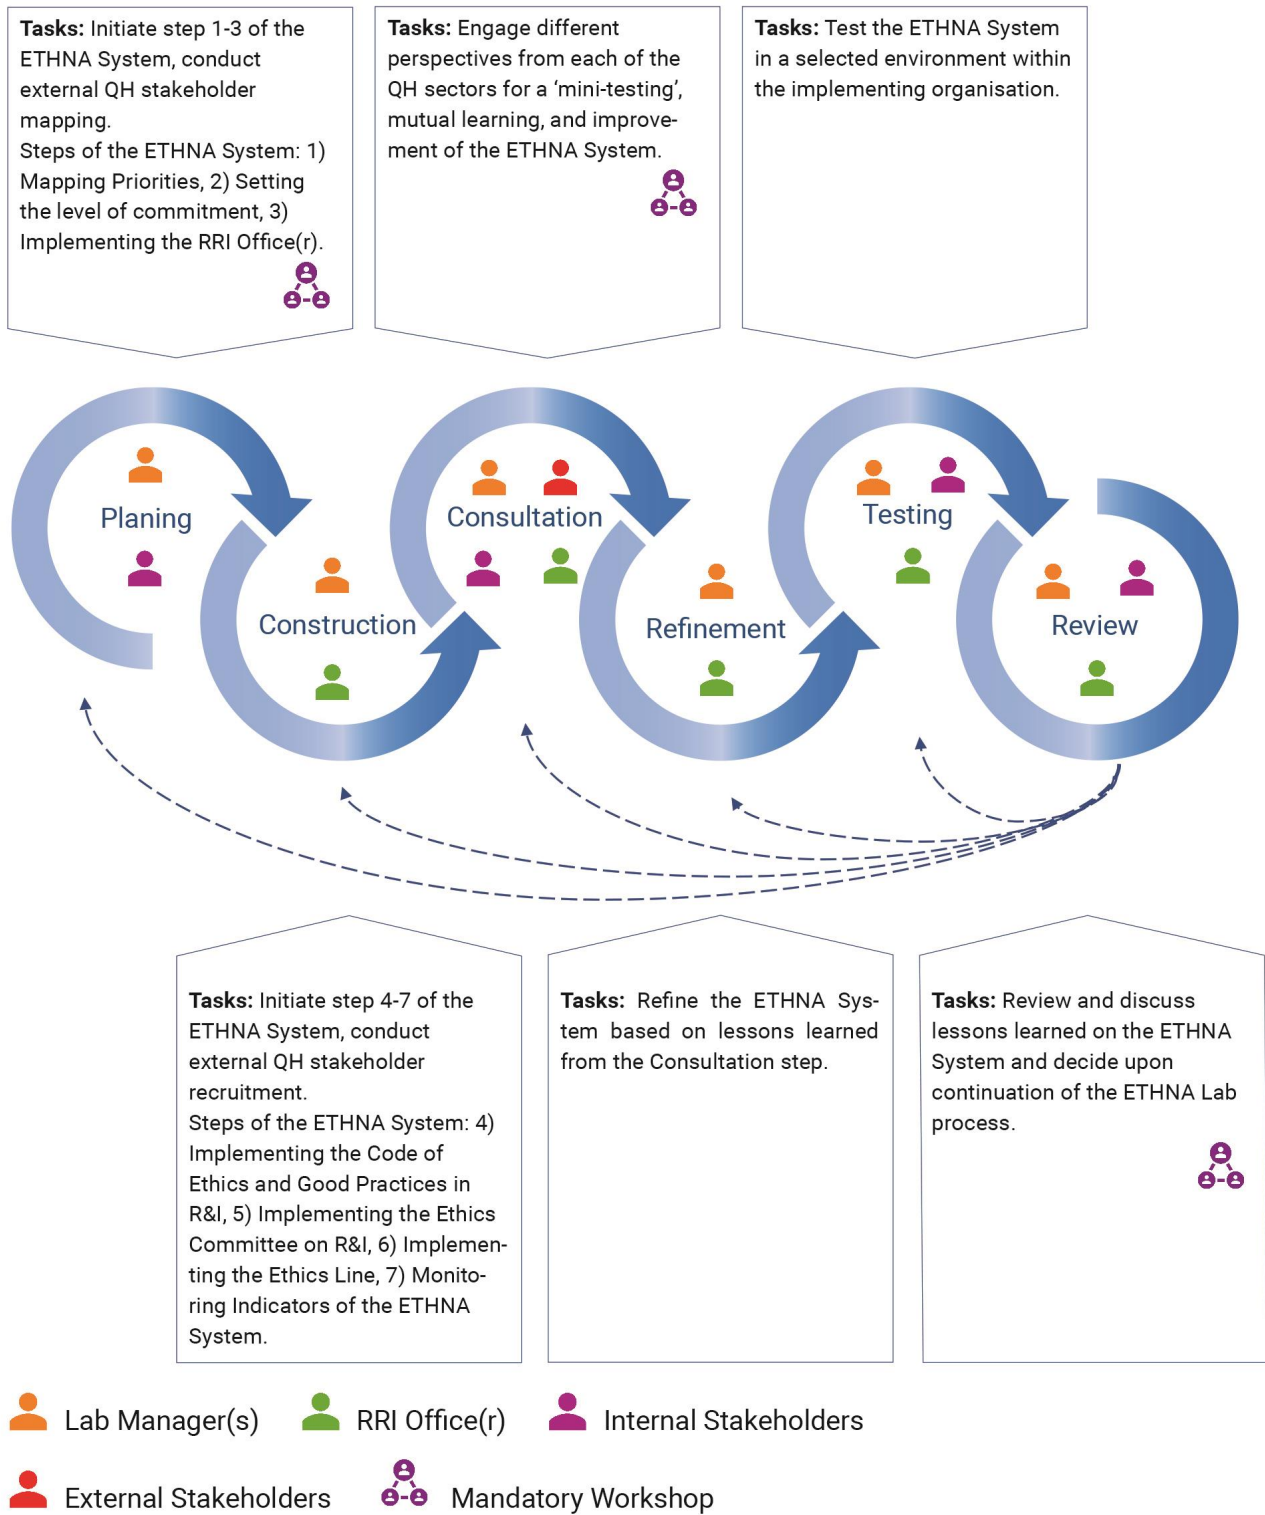 Tasks: Initiate step 1-3 of the
ETHNA System, conduct
external QH stakeholder
mapping.
Steps of the ETHNA System: 1)
Mapping Priorities, 2) Setting
the level of commitment, 3)
Implementing the RRI Office(r).
Tasks: Engage different
perspectives from each of the
QH sectors for a ‘mini-testing’,
mutual learning, and improve-
ment of the ETHNA System.
Tasks: Test the ETHNA System
in a selected environment within
the implementing organisation.
Planing
Construction
Consultation
Refinement
Testing
Review
Tasks: Initiate step 4-7 of the
ETHNA System, conduct
external QH stakeholder
recruitment.
Steps of the ETHNA System: 4)
Implementing the Code of
Ethics and Good Practices in
R&I, 5) Implementing the Ethics
Committee on R&I, 6) Implemen-
ting the Ethics Line, 7) Monito-
ring Indicators of the ETHNA
System.
Tasks: Refine the ETHNA Sys-
tem based on lessons learned
from the Consultation step.
Tasks: Review and discuss
lessons learned on the ETHNA
System and decide upon
continuation of the ETHNA Lab
process.
Lab Manager(s)
RRI Office(r)
Internal Stakeholders
External Stakeholders
Mandatory Workshop